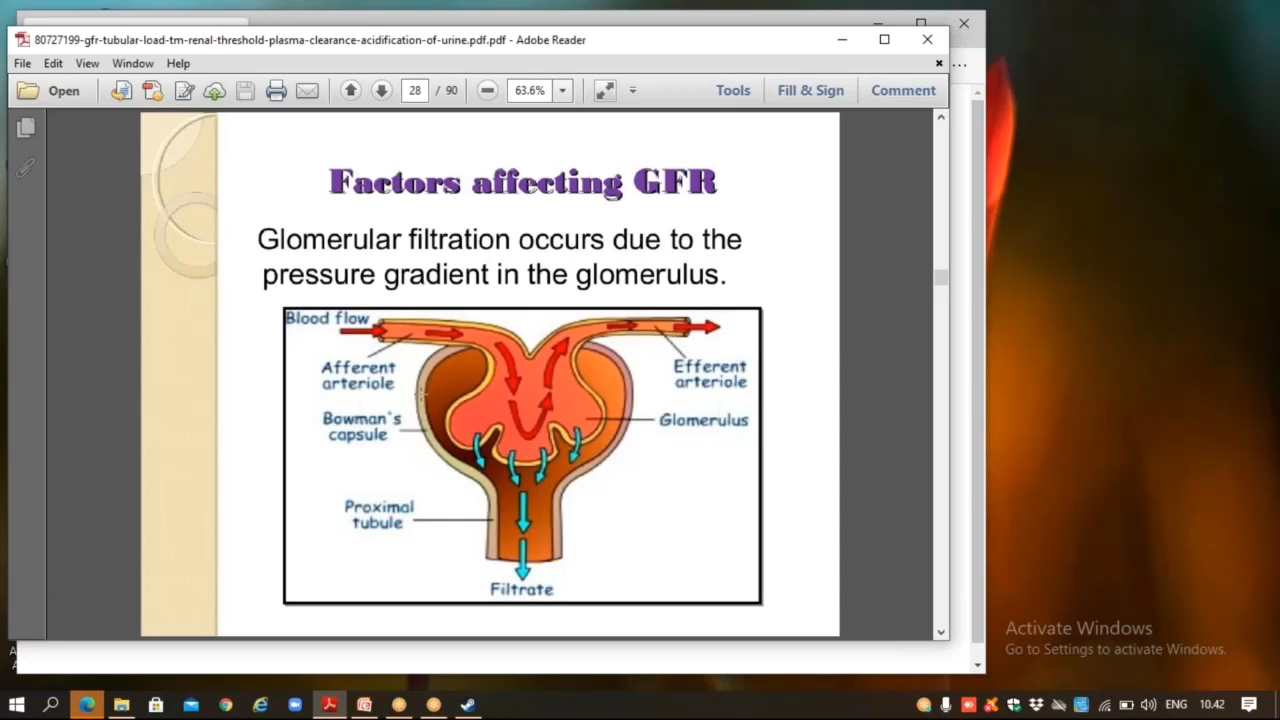 80727199-gfr-tubular-load-tm-renal-threshold-plasma-clearance-acidification-of-urine.pdf.pdf - Adobe Reader
File Edit View Window Help
Open 28 / 90 63.6% Tools Fill & Sign Comment
Factors affecting GFR
Glomerular filtration occurs due to the
pressure gradient in the glomerulus.
Blood flow
Afferent
arteriole
Efferent
arteriole
Bowman's
capsule
Glomerulus
Proximal
tubule
Filtrate
Activate Windows
Go to Settings to activate Windows.
ENG 10.42